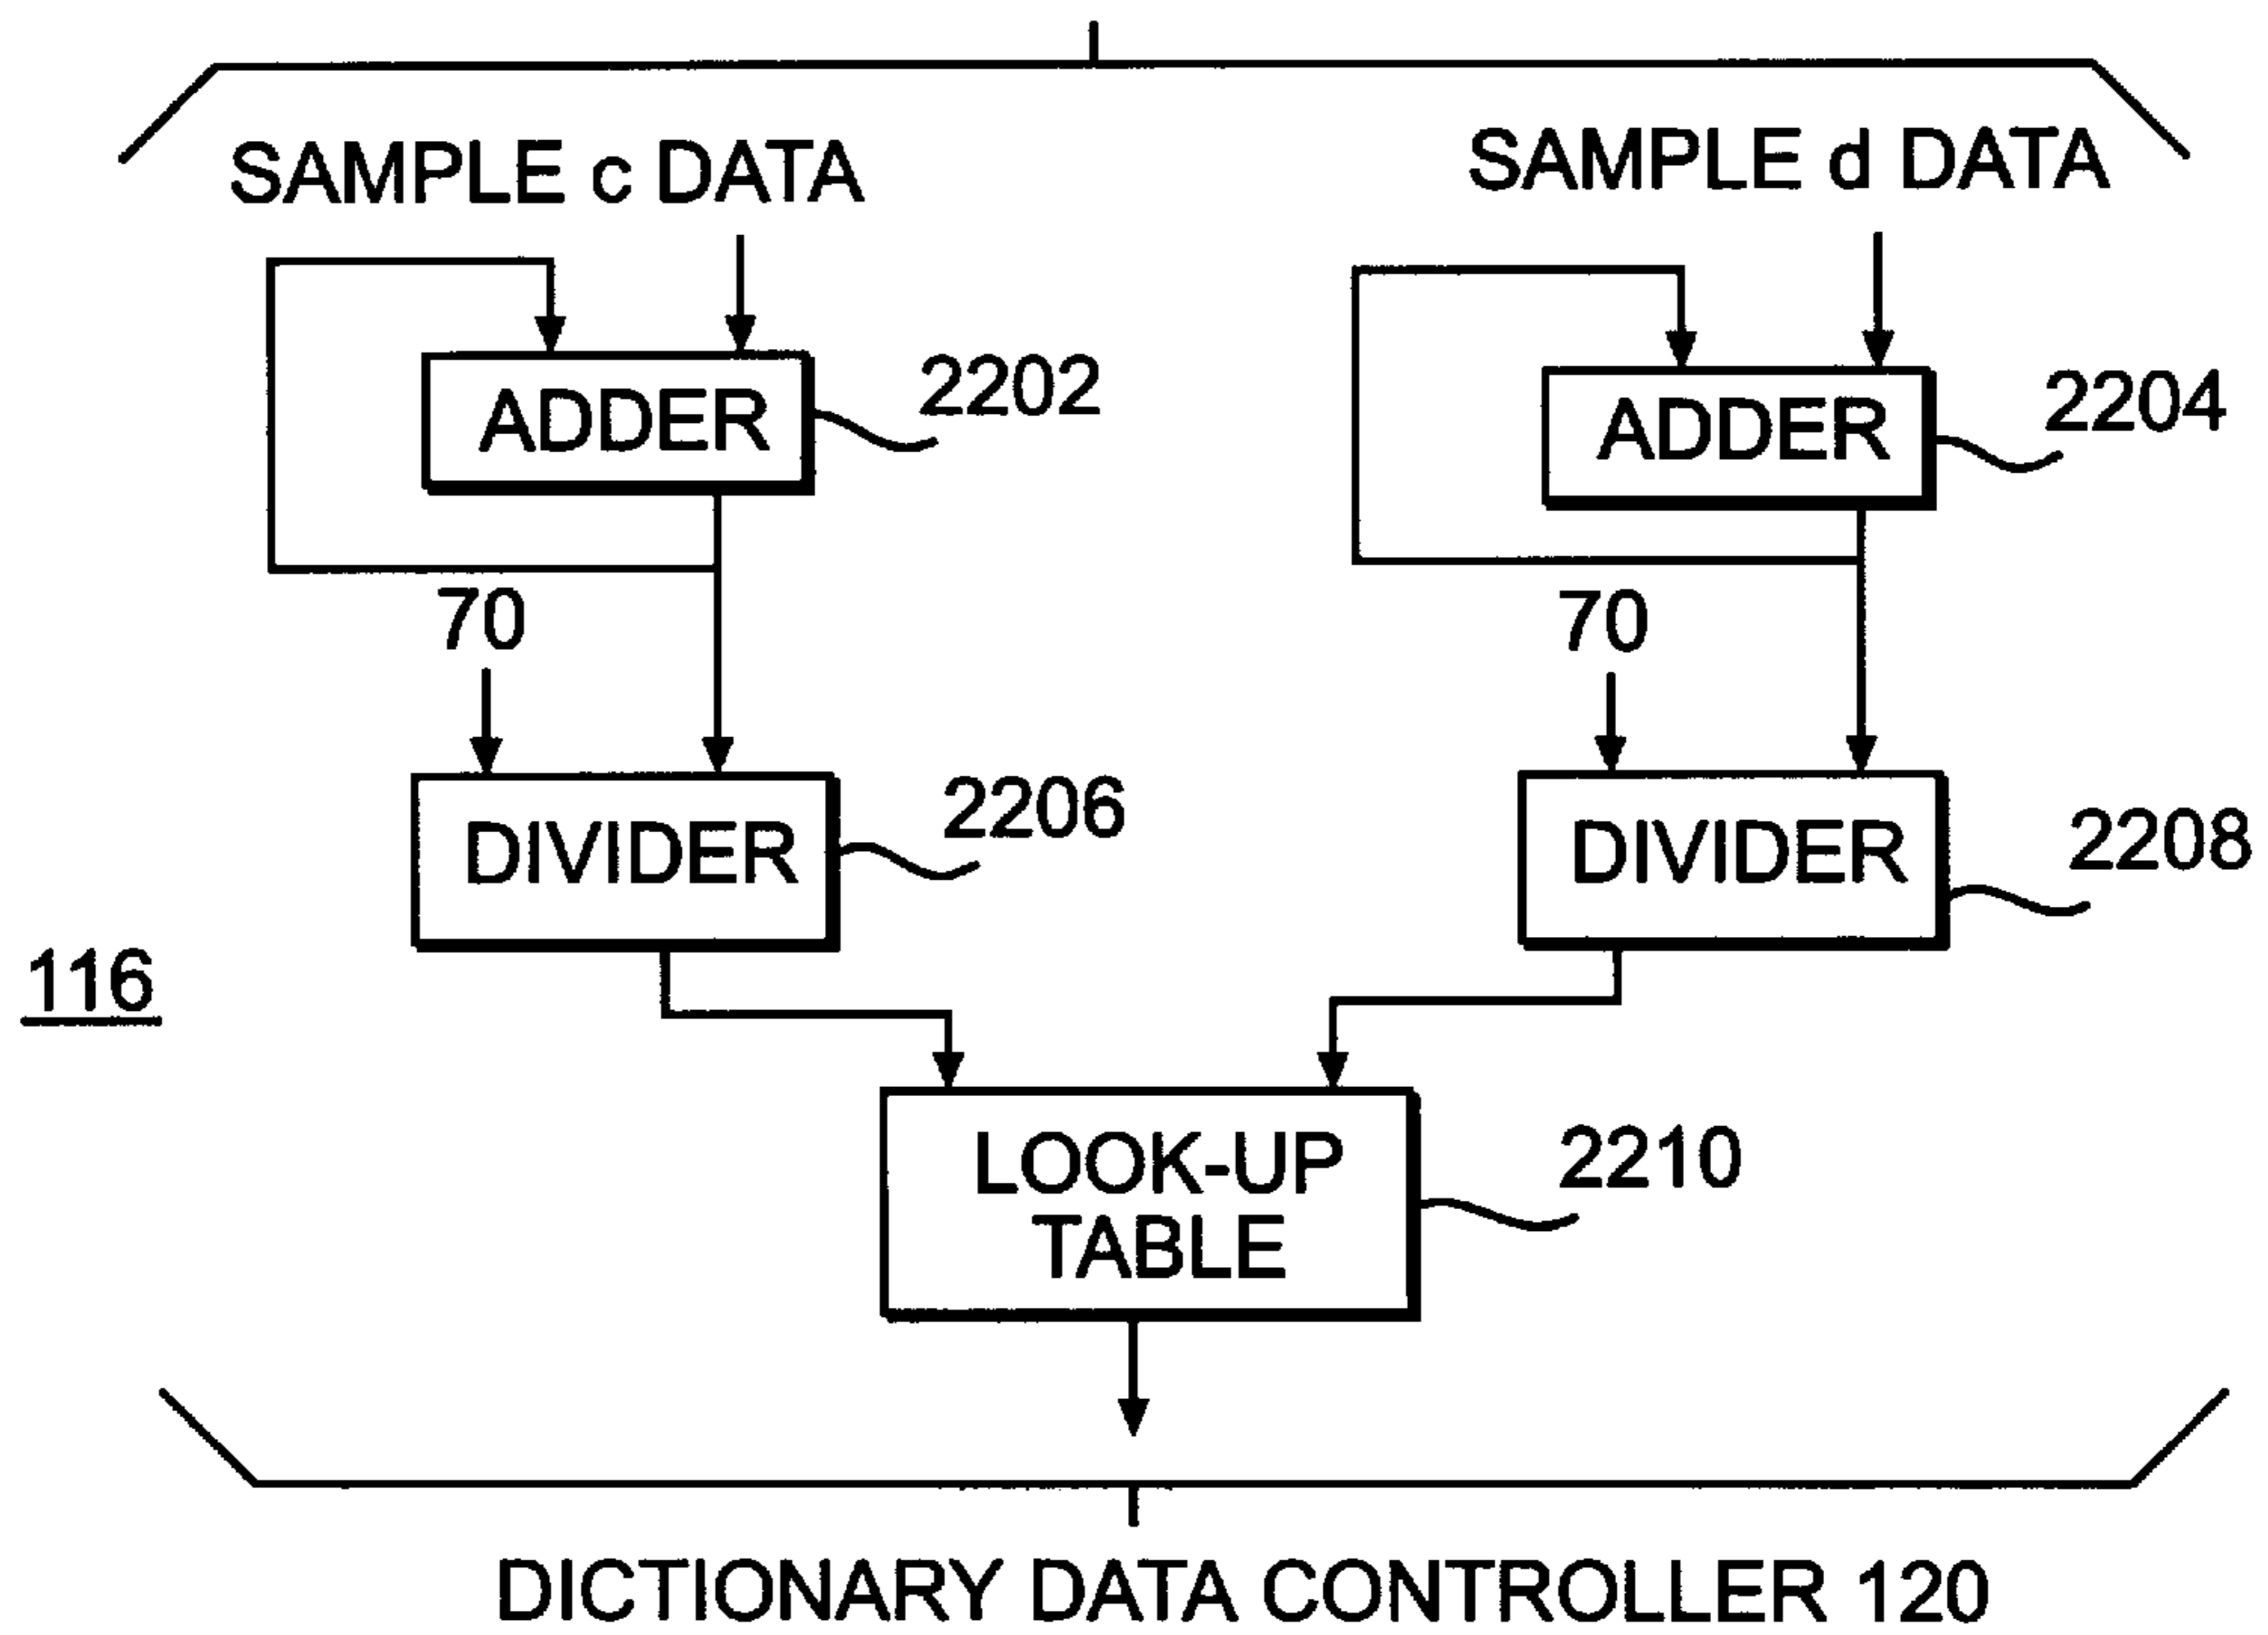 SAMPLE c DATA
SAMPLE d DATA
ADDER
2202
ADDER
2204
70
70
DIVIDER
2206
DIVIDER
2208
116
LOOK-UP
TABLE
2210
DICTIONARY DATA CONTROLLER 120